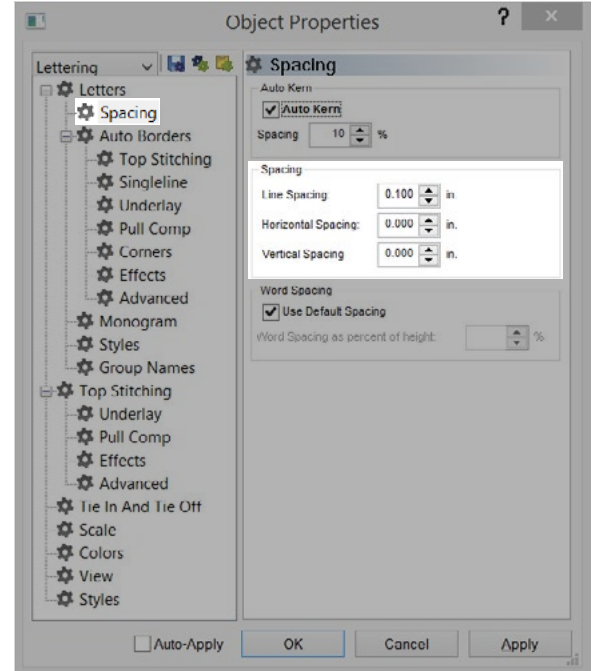 Object Properties ?
Lettering
Letters
Spacing
Auto Borders
Top Stitching
Singleline
Underlay
Pull Comp
Corners
Effects
Advanced
Monogram
Styles
Group Names
Top Stitching
Underlay
Pull Comp
Effects
Advanced
Tie In And Tie Off
Scale
Colors
View
Styles
Spacing
Auto Kern
Auto Kern
Spacing 10 %
Spacing
Line Spacing: 0.100 in.
Horizontal Spacing: 0.000 in.
Vertical Spacing 0.000 in.
Word Spacing
Use Default Spacing
Word Spacing as percent of height: %
Auto-Apply OK Cancel Apply